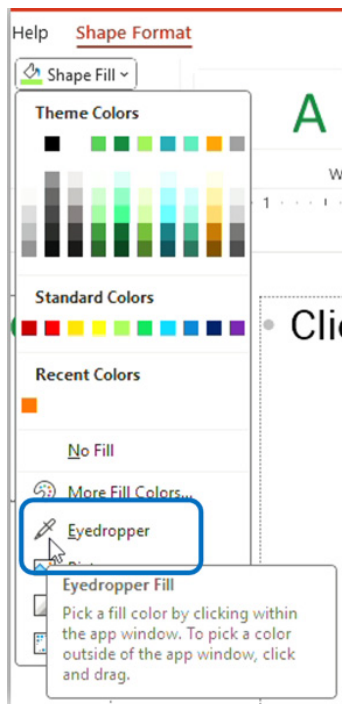 Help Shape Format
Shape Fill
Theme Colors
A
W
1
Standard Colors
Clic
Recent Colors
No Fill
More Fill Colors...
Eyedropper
Eyedropper Fill
Pick a fill color by clicking within
the app window. To pick a color
outside of the app window, click
and drag.